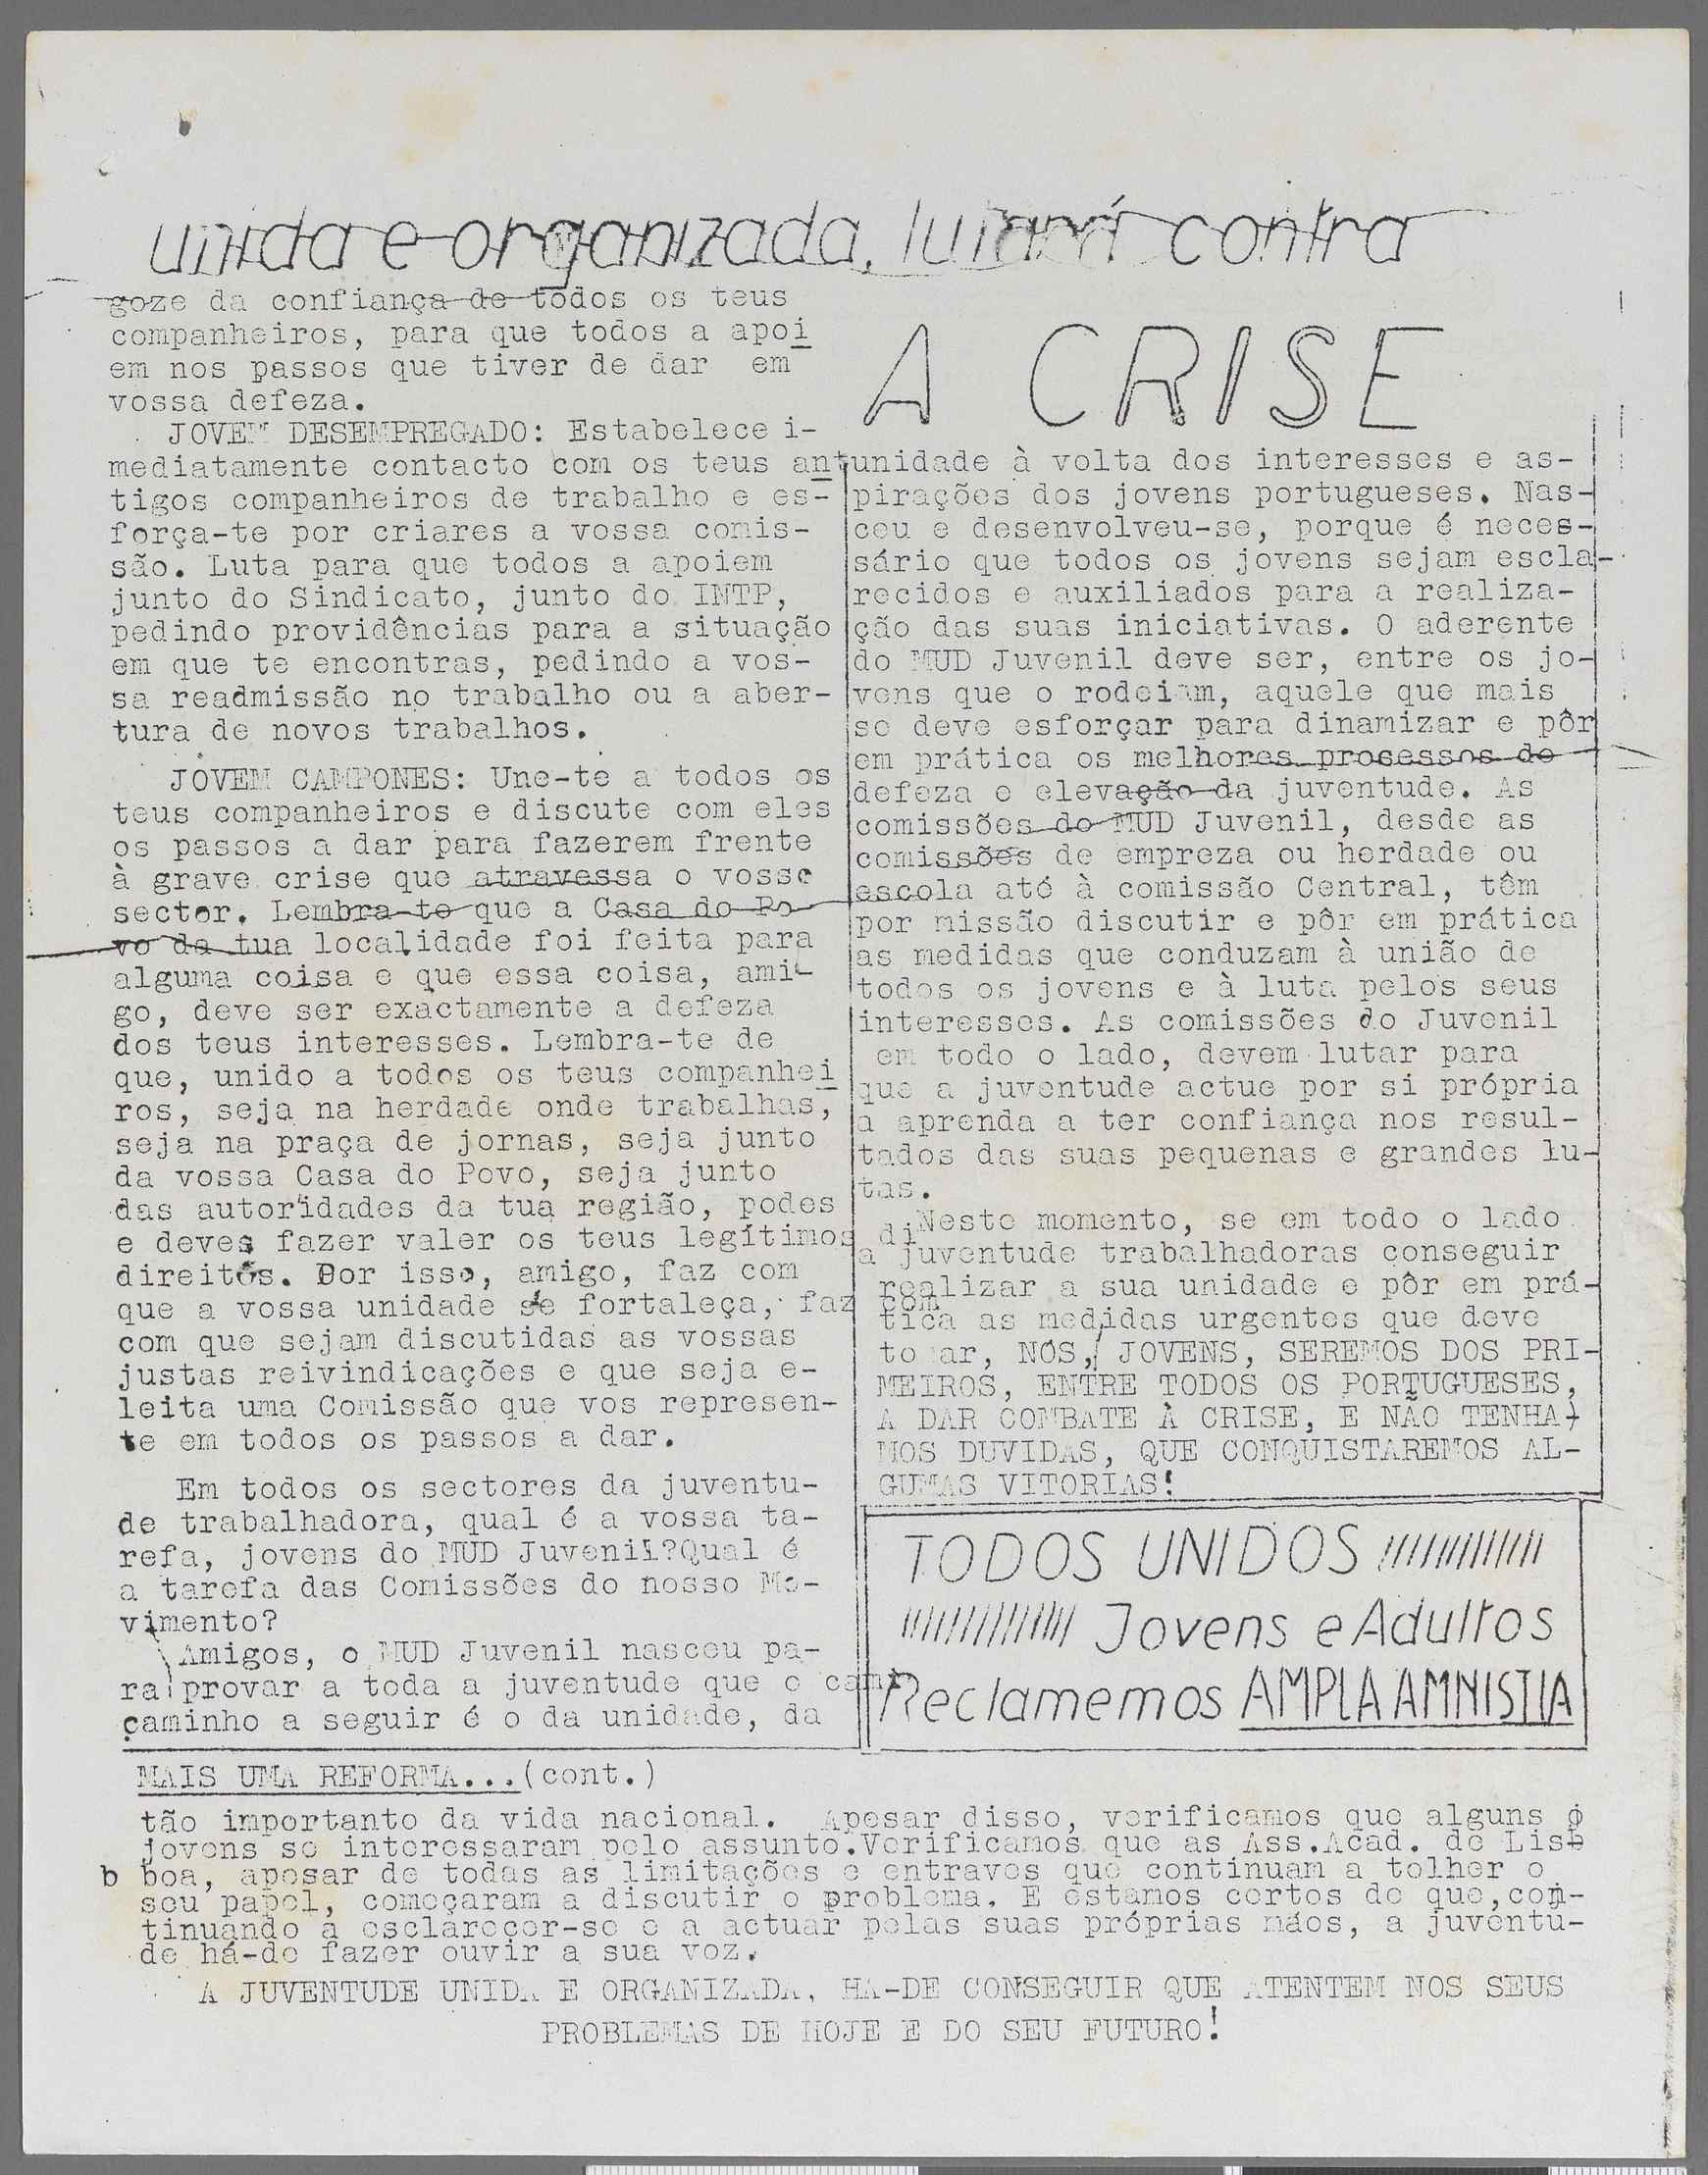 unida e organizada, lutará contra
A CRISE
goze da confiança de todos os teus
companheiros, para que todos a apoi
em nos passos que tiver de dar em
vossa defeza.
JOVEM DESEMPREGADO: Estabelece i-
mediatamente contacto com os teus an
tigos companheiros de trabalho e es-
força-te por criares a vossa comis-
são. Luta para que todos a apoiem
junto do Sindicato, junto do INTP,
pedindo providências para a situação
em que te encontras, pedindo a vos-
sa readmissão no trabalho ou a aber-
tura de novos trabalhos.
JOVEM CAMPONES: Une-te a todos os
teus companheiros e discute com eles
os passos a dar para fazerem frente
à grave crise que atravessa o vosso
sector. Lembra-te que a Casa do Po-
vo da tua localidade foi feita para
alguma coisa e que essa coisa, ami-
go, deve ser exactamente a defeza
dos teus interesses. Lembra-te de
que, unido a todos os teus companhei
ros, seja na herdade onde trabalhas,
seja na praça de jornas, seja junto
da vossa Casa do Povo, seja junto
das autoridades da tua região, podes
e deves fazer valer os teus legítimos di
direitos. Por isso, amigo, faz com
que a vossa unidade se fortaleça, faz com
com que sejam discutidas as vossas
justas reivindicações e que seja e-
leita uma Comissão que vos represen-
te em todos os passos a dar.
Em todos os sectores da juventu-
de trabalhadora, qual é a vossa ta-
refa, jovens do MUD Juvenil?Qual é
a tarefa das Comissões do nosso Mo-
vimento?
Amigos, o MUD Juvenil nasceu pa-
ra provar a toda a juventude que o cami
caminho a seguir é o da unidade, da
unidade à volta dos interesses e as-
pirações dos jovens portugueses. Nas-
ceu e desenvolveu-se, porque é neces-
sário que todos os jovens sejam escla-
recidos e auxiliados para a realiza-
ção das suas iniciativas. O aderente
do MUD Juvenil deve ser, entre os jo-
vens que o rodeiam, aquele que mais
se deve esforçar para dinamizar e pôr
em prática os melhores processos de
defeza e elevação da juventude. As
comissões do MUD Juvenil, desde as
comissões de empreza ou herdade ou
escola até à comissão Central, têm
por missão discutir e pôr em prática
as medidas que conduzam à união de
todos os jovens e à luta pelos seus
interesses. As comissões do Juvenil
em todo o lado, devem lutar para
que a juventude actue por si própria
a aprenda a ter confiança nos resul-
tados das suas pequenas e grandes lu-
tas.
Neste momento, se em todo o lado
a juventude trabalhadoras conseguir
realizar a sua unidade e pôr em prá-
tica as medidas urgentes que deve
tomar, NÓS, JOVENS, SEREMOS DOS PRI-
MEIROS, ENTRE TODOS OS PORTUGUESES,
A DAR COMBATE À CRISE, E NÃO TENHA-
MOS DUVIDAS, QUE CONQUISTAREMOS AL-
GUMAS VITORIAS!
TODOS UNIDOS
Jovens e Adultos
Reclamemos AMPLA AMNISTIA
MAIS UMA REFORMA...(cont.)
tão importanto da vida nacional. Apesar disso, verificamos que alguns
jovens se interessaram pelo assunto.Verificamos que as Ass.Acad. de Lisb
b boa, apesar de todas as limitações e entraves que continuam a tolher o
seu papel, começaram a discutir o problema. E estamos certos de que,con-
tinuando a esclarecer-se e a actuar pelas suas próprias mãos, a juventu-
de há-de fazer ouvir a sua voz.
A JUVENTUDE UNIDA E ORGANIZADA, HA-DE CONSEGUIR QUE ATENTEM NOS SEUS
PROBLEMAS DE HOJE E DO SEU FUTURO!